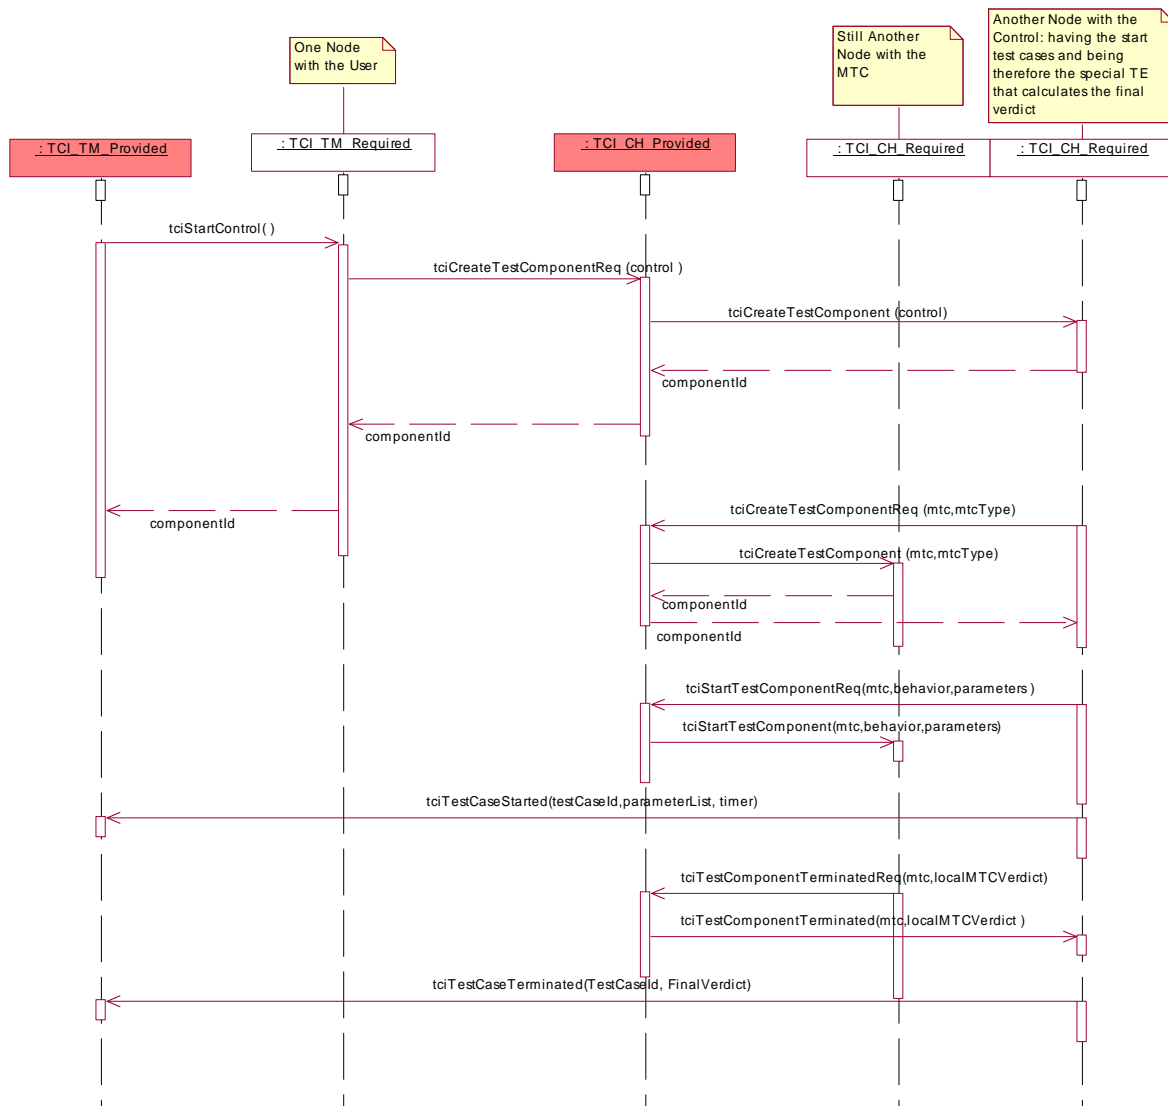 One Node
with the User
Still Another
Node with the
MTC
Another Node with the
Control: having the start
test cases and being
therefore the special TE
that calculates the final
verdict
: TCI_TM_Provided
: TCI_TM_Required
: TCI_CH_Provided
: TCI_CH_Required
: TCI_CH_Required
tciStartControl( )
tciCreateTestComponentReq (control )
tciCreateTestComponent (control)
componentId
componentId
componentId
tciCreateTestComponentReq (mtc,mtcType)
tciCreateTestComponent (mtc,mtcType)
componentId
componentId
tciStartTestComponentReq(mtc,behavior,parameters )
tciStartTestComponent(mtc,behavior,parameters)
tciTestCaseStarted(testCaseId,parameterList, timer)
tciTestComponentTerminatedReq(mtc,localMTCVerdict)
tciTestComponentTerminated(mtc,localMTCVerdict )
tciTestCaseTerminated(TestCaseId, FinalVerdict)